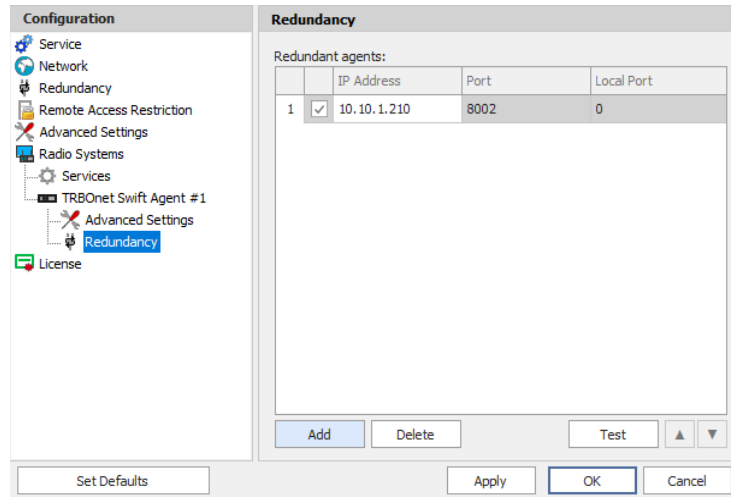 Configuration
Service
Network
Redundancy
Remote Access Restriction
Advanced Settings
Radio Systems
Services
TRBOnet Swift Agent #1
Advanced Settings
Redundancy
License
Redundancy
Redundant agents:
IP Address Port Local Port
1 10.10.1.210 8002 0
Add Delete Test
Set Defaults Apply OK Cancel